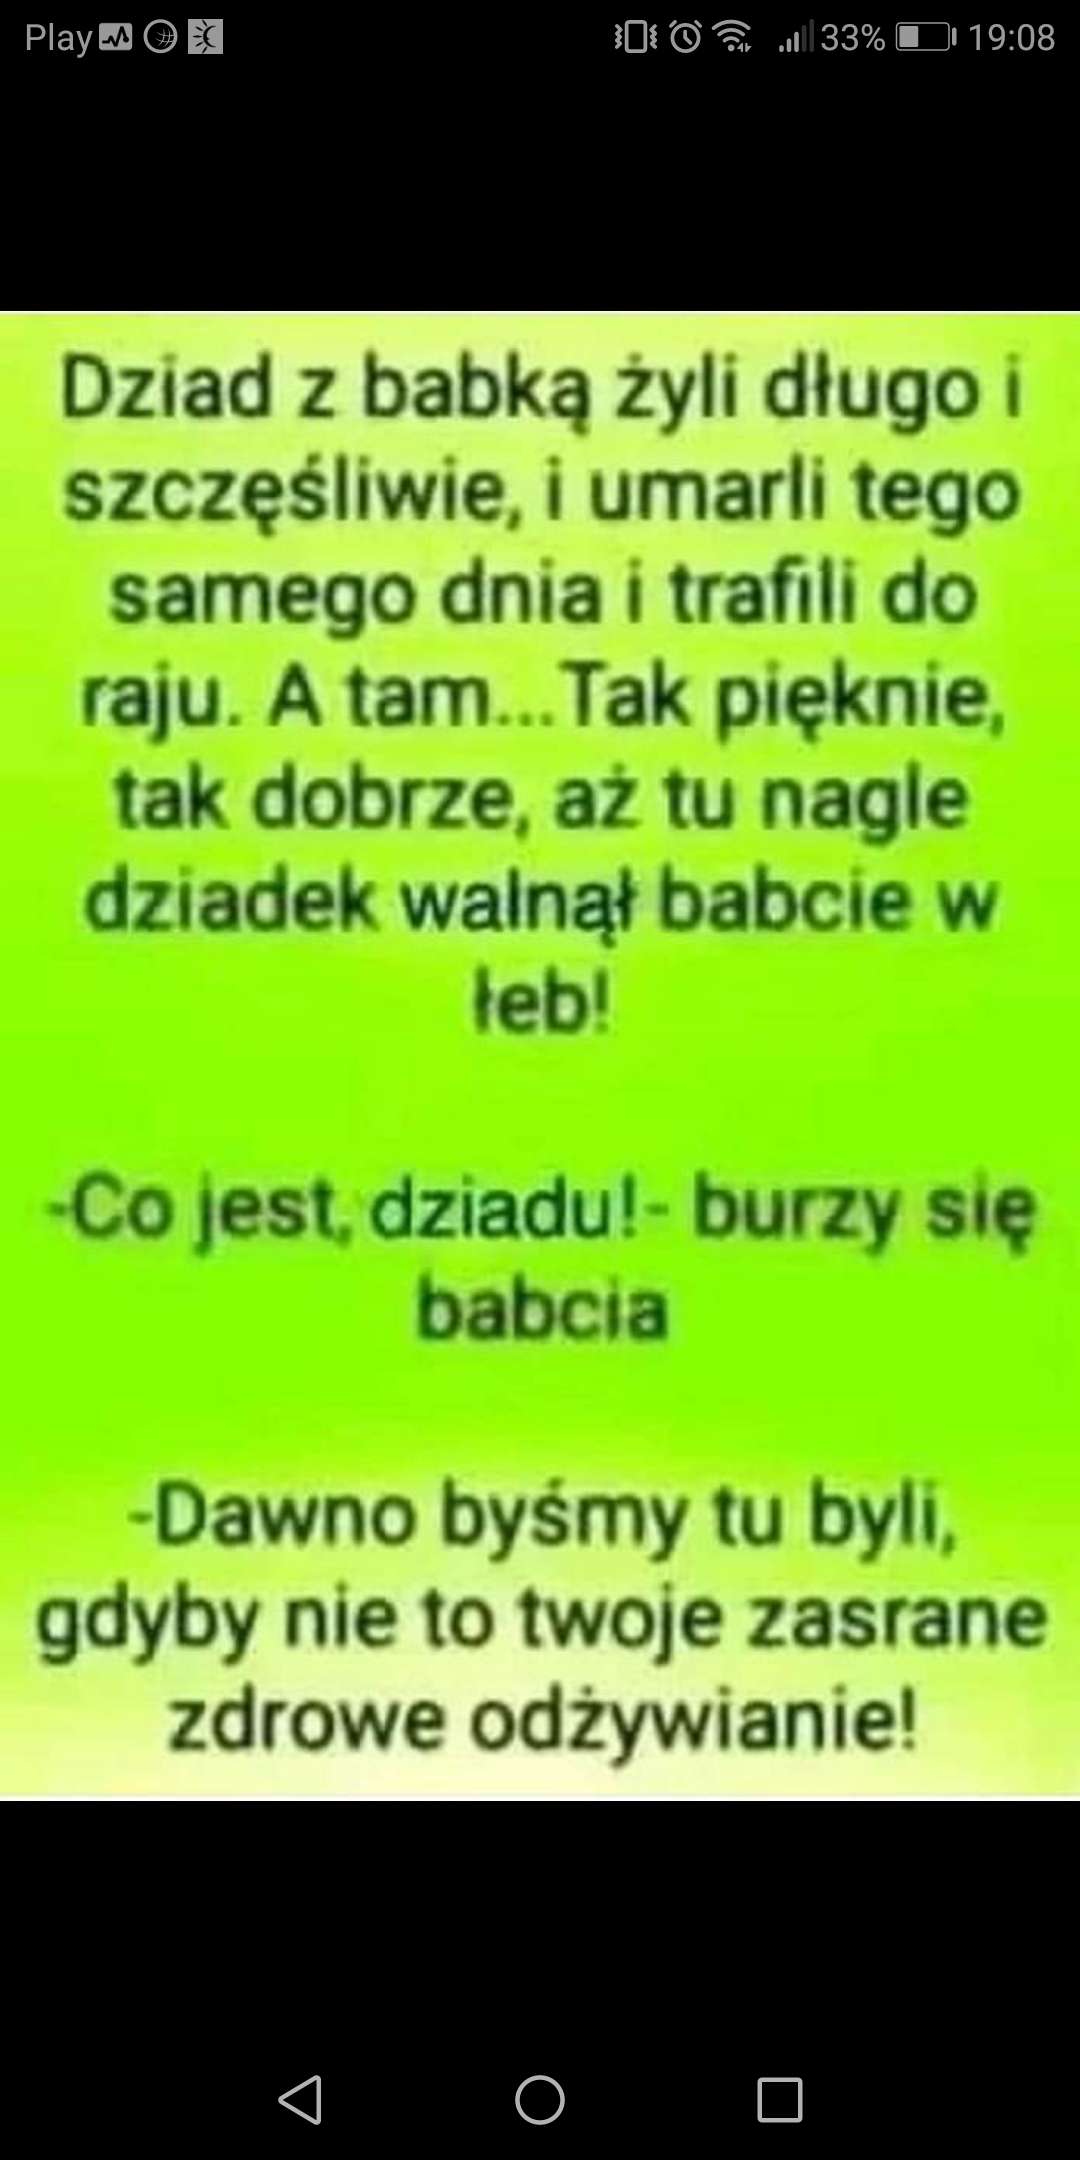 Play 33% 19:08
Dziad z babką żyli długo i
szczęśliwie, i umarli tego
samego dnia i trafili do
raju. A tam...Tak pięknie,
tak dobrze, aż tu nagle
dziadek walnął babcie w
łeb!
-Co jest, dziadu!- burzy się
babcia
-Dawno byśmy tu byli,
gdyby nie to twoje zasrane
zdrowe odżywianie!